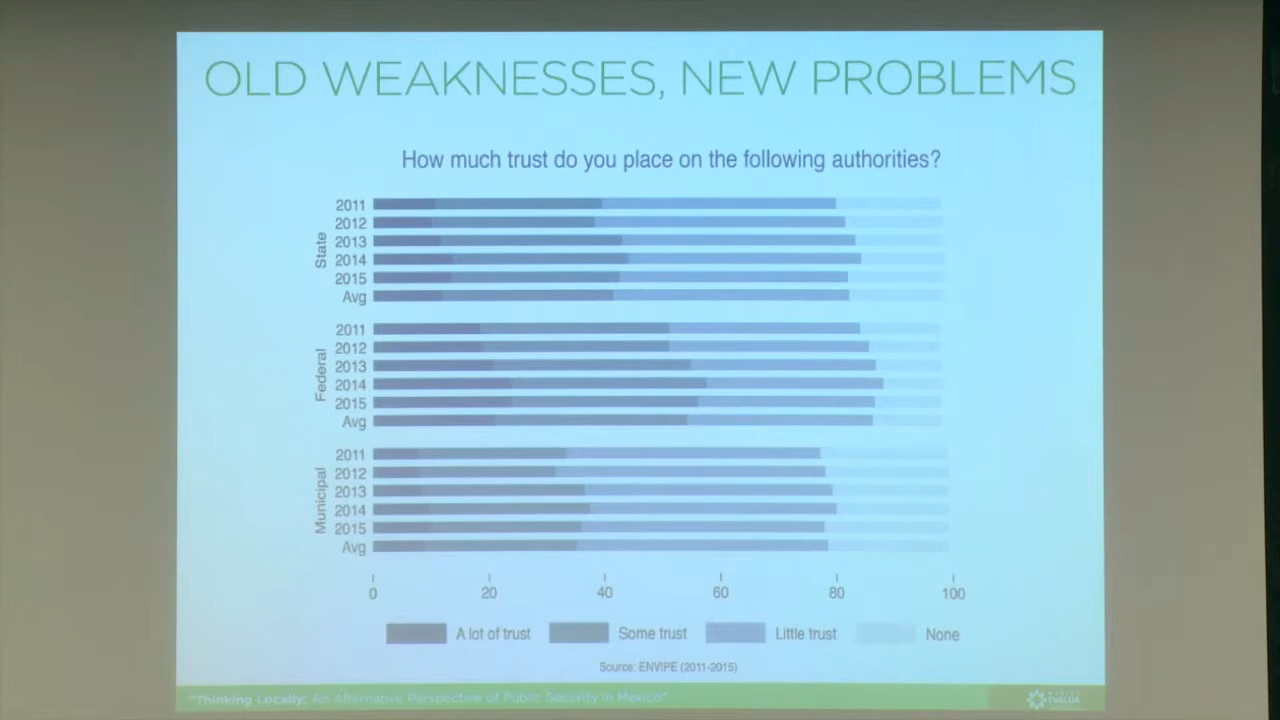 OLD WEAKNESSES, NEW PROBLEMS
How much trust do you place on the following authorities?
State
2011
2012
2013
2014
2015
Avg
Federal
2011
2012
2013
2014
2015
Avg
Municipal
2011
2012
2013
2014
2015
Avg
0 20 40 60 80 100
A lot of trust Some trust Little trust None
Source: ENVIPE (2011-2015)
"Thinking Locally: An Alternative Perspective of Public Security in Mexico"
EVALÚA